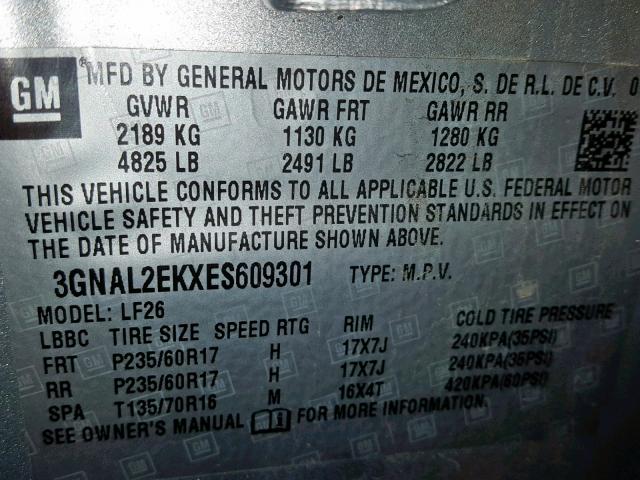 GM
® MFD BY GENERAL MOTORS DE MEXICO, S. DE R.L. DE C.V. 0
GVWR GAWR FRT GAWR RR
2189 KG 1130 KG 1280 KG
4825 LB 2491 LB 2822 LB
THIS VEHICLE CONFORMS TO ALL APPLICABLE U.S. FEDERAL MOTOR
VEHICLE SAFETY AND THEFT PREVENTION STANDARDS IN EFFECT ON
THE DATE OF MANUFACTURE SHOWN ABOVE.
3GNAL2EKXES609301 TYPE: M.P.V.
MODEL: LF26
LBBC TIRE SIZE SPEED RTG RIM COLD TIRE PRESSURE
FRT P235/60R17 H 17X7J 240KPA(35PSI)
RR P235/60R17 H 17X7J 240KPA(35PSI)
SPA T135/70R16 M 16X4T 420KPA(60PSI)
SEE OWNER'S MANUAL FOR MORE INFORMATION.